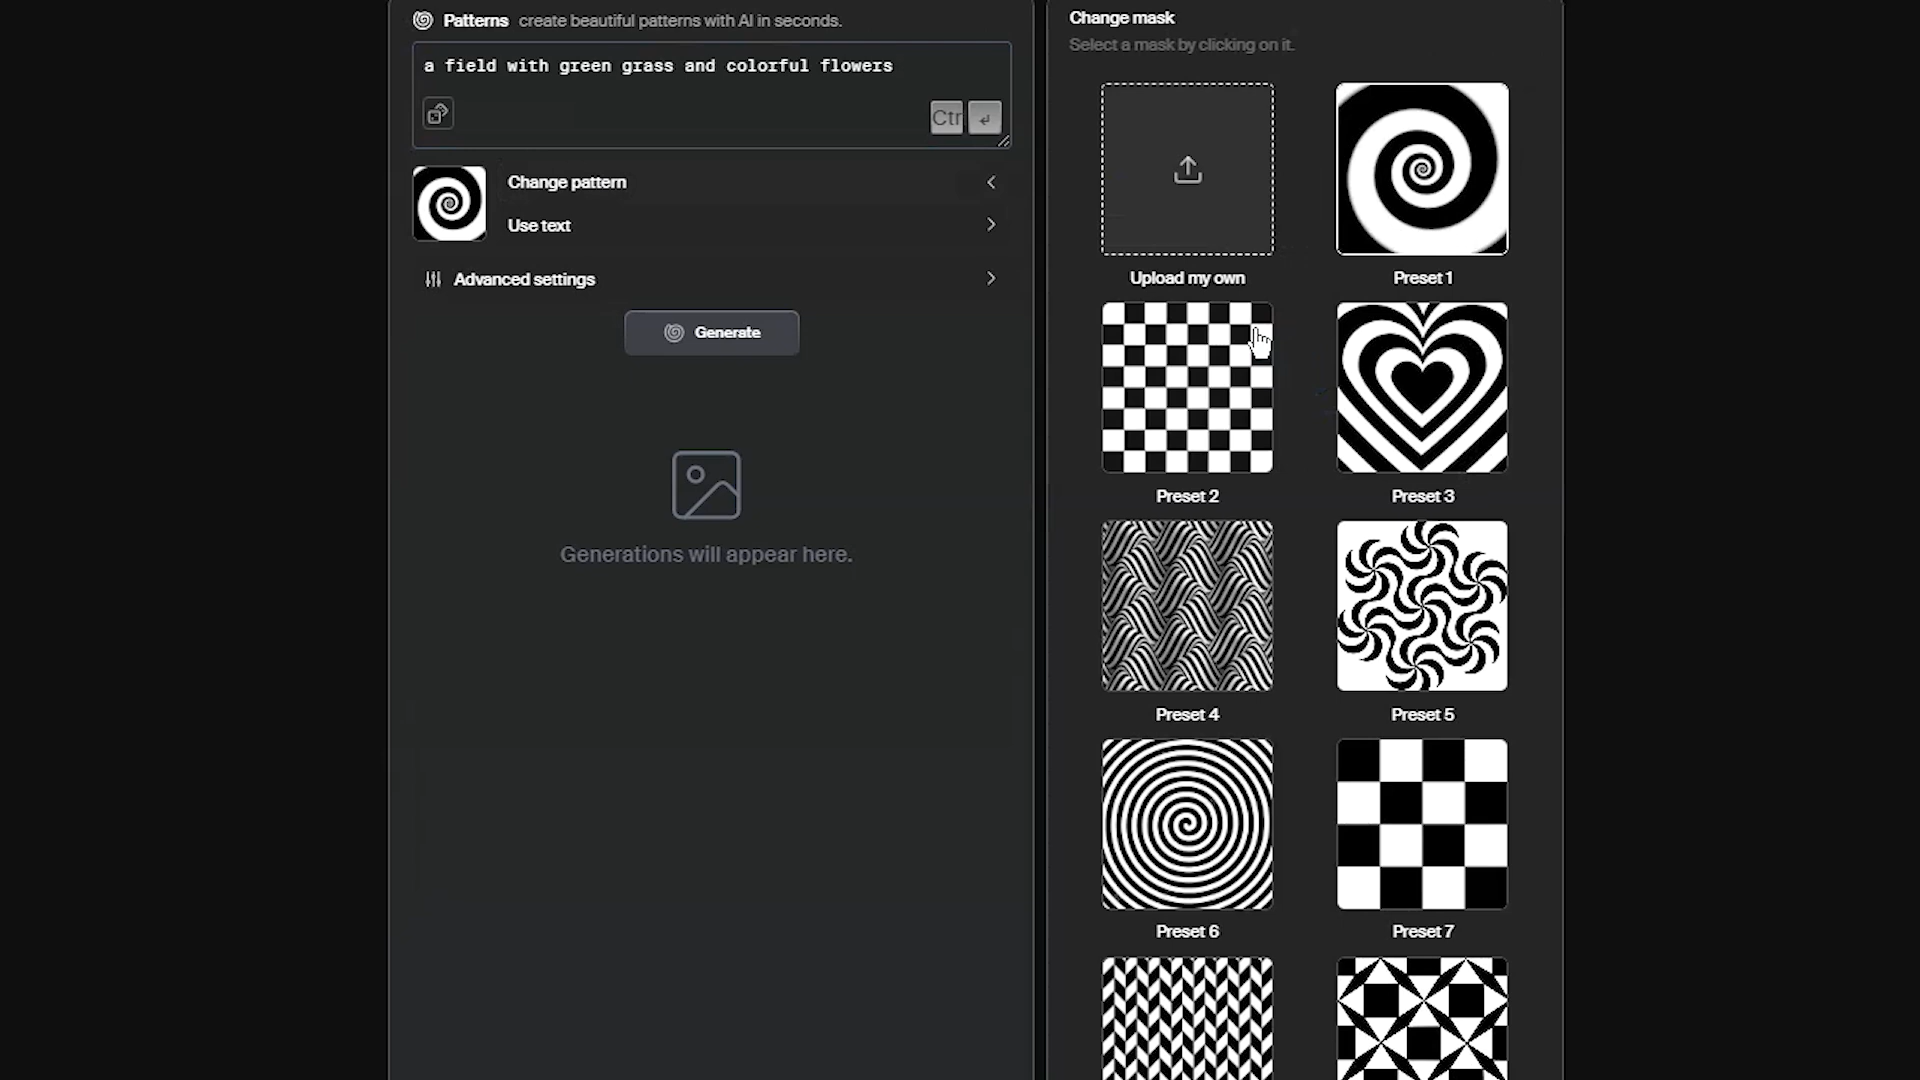 Patterns create beautiful patterns with AI in seconds.
a field with green grass and colorful flowers
Ctr
Change pattern
Use text
Advanced settings
Generate
Generations will appear here.
Change mask
Select a mask by clicking on it.
Upload my own
Preset 1
Preset 2
Preset 3
Preset 4
Preset 5
Preset 6
Preset 7